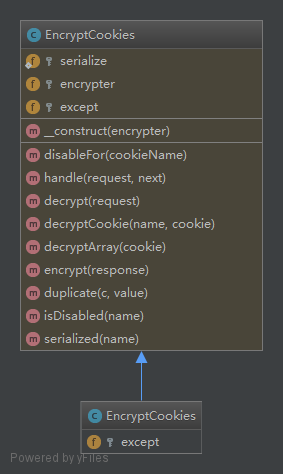 C EncryptCookies
f serialize
f encrypter
f except
m __construct(encrypter)
m disableFor(cookieName)
m handle(request, next)
m decrypt(request)
m decryptCookie(name, cookie)
m decryptArray(cookie)
m encrypt(response)
m duplicate(c, value)
m isDisabled(name)
m serialized(name)
C EncryptCookies
f except
Powered by yFiles